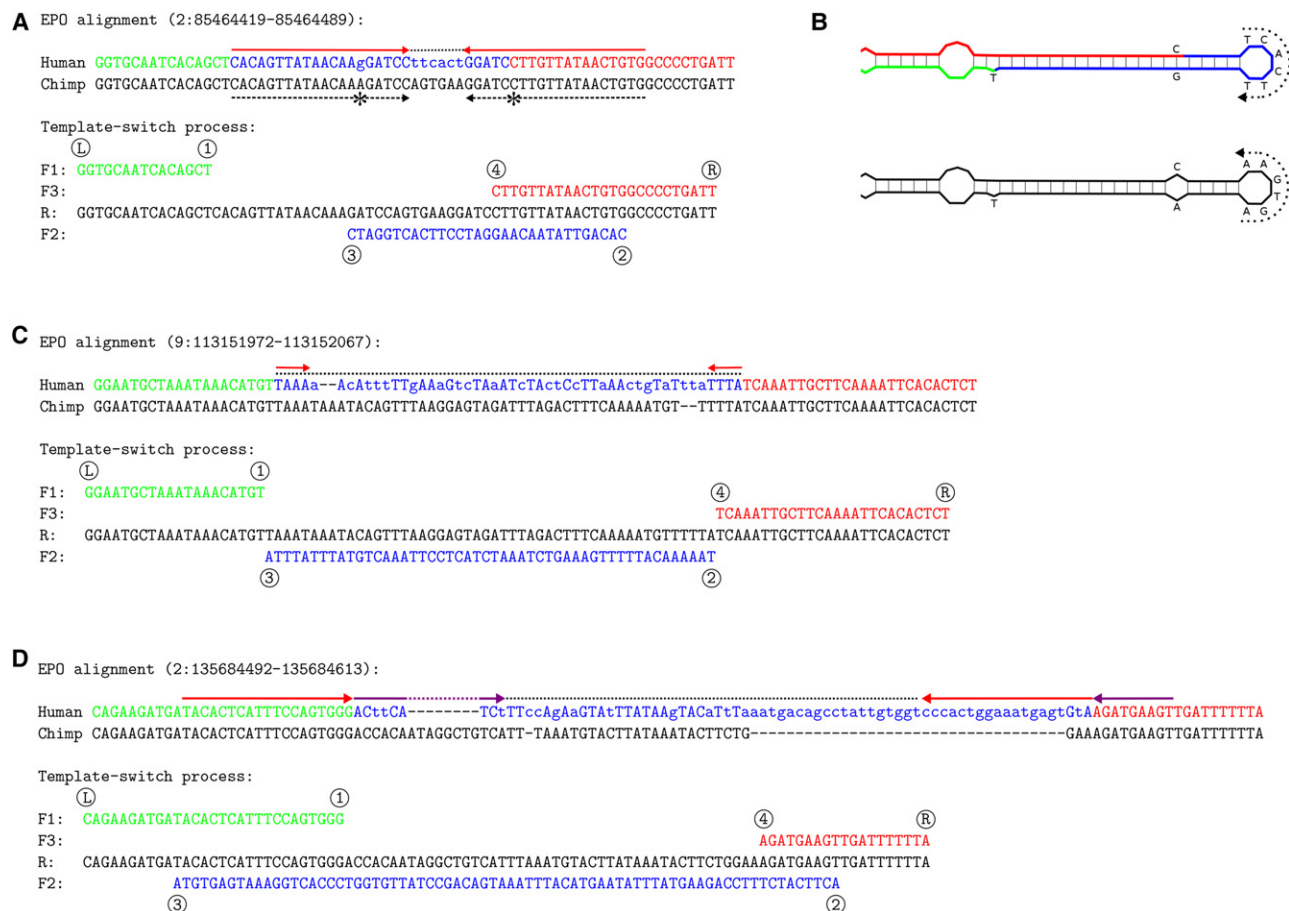 A EPO alignment (2:85464419-85464489):
Human GGTGCAATCACAGCTCACAGTTATAACAAgGATCCttcactGGATCCTTGTTATAACTGTGGCCCCTGATT
Chimp GGTGCAATCACAGCTCACAGTTATAACAAAGATCCAGTGAAGGATCCTTGTTATAACTGTGGCCCCTGATT
* *
Template-switch process:
L 1
F1: GGTGCAATCACAGCT
4 R
F3: CTTGTTATAACTGTGGCCCCTGATT
R: GGTGCAATCACAGCTCACAGTTATAACAAAGATCCAGTGAAGGATCCTTGTTATAACTGTGGCCCCTGATT
F2: CTAGGTCACTTCCTAGGAACAATATTGACAC
3 2
B
T C A C T T
C
T G
A A G T G A
C
T A
C EPO alignment (9:113151972-113152067):
Human GGAATGCTAAATAAACATGTTAAAa--AcAttTTgAAaGtcTAaATcTActCcTTaAActgTaTttaTTTATCAAATTGCTTCAAAATTCACACTCT
Chimp GGAATGCTAAATAAACATGTTAAATAAATACAGTTTAAGGAGTAGATTTAGACTTTCAAAAATGT--TTTTATCAAATTGCTTCAAAATTCACACTCT
Template-switch process:
L 1
F1: GGAATGCTAAATAAACATGT
4 R
F3: TCAAATTGCTTCAAAATTCACACTCT
R: GGAATGCTAAATAAACATGTTAAATAAATACAGTTTAAGGAGTAGATTTAGACTTTCAAAAATGTTTTTATCAAATTGCTTCAAAATTCACACTCT
F2: ATTTATTTATGTCAAATTCCTCATCTAAATCTGAAAGTTTTTACAAAAAT
3 2
D EPO alignment (2:135684492-135684613):
Human CAGAAGATGATACACTCATTTCCAGTGGGACttCA--------TCtTTccAgAaGTAtTTATAAgTACaTtTaaatgacagcctattgtggtcccactggaaatgagtGtAAGATGAAGTTGATTTTTTA
Chimp CAGAAGATGATACACTCATTTCCAGTGGGACCACAATAGGCTGTCATT-TAAATGTACTTATAAATACTTCTG------------------------------GAAAGATGAAGTTGATTTTTTA
Template-switch process:
L 1
F1: CAGAAGATGATACACTCATTTCCAGTGGG
4 R
F3: AGATGAAGTTGATTTTTTA
R: CAGAAGATGATACACTCATTTCCAGTGGGACCACAATAGGCTGTCATTTAAATGTACTTATAAATACTTCTGGAAAGATGAAGTTGATTTTTTA
F2: ATGTGAGTAAAGGTCACCCTGGTGTTATCCGACAGTAAATTTACATGAATATTTATGAAGACCTTTCTACTTCA
3 2